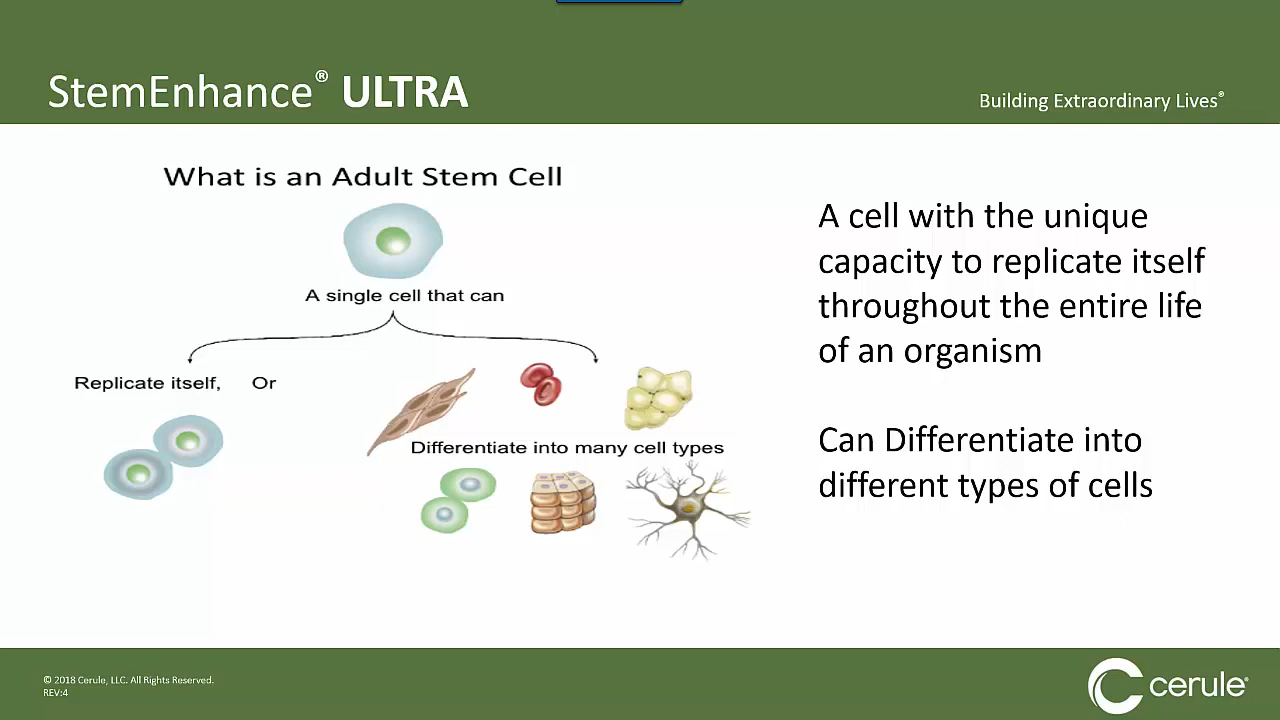 StemEnhance® ULTRA
Building Extraordinary Lives®
What is an Adult Stem Cell
A single cell that can
Replicate itself, Or
Differentiate into many cell types
A cell with the unique
capacity to replicate itself
throughout the entire life
of an organism
Can Differentiate into
different types of cells
© 2018 Cerule, LLC. All Rights Reserved.
REV:4
cerule®